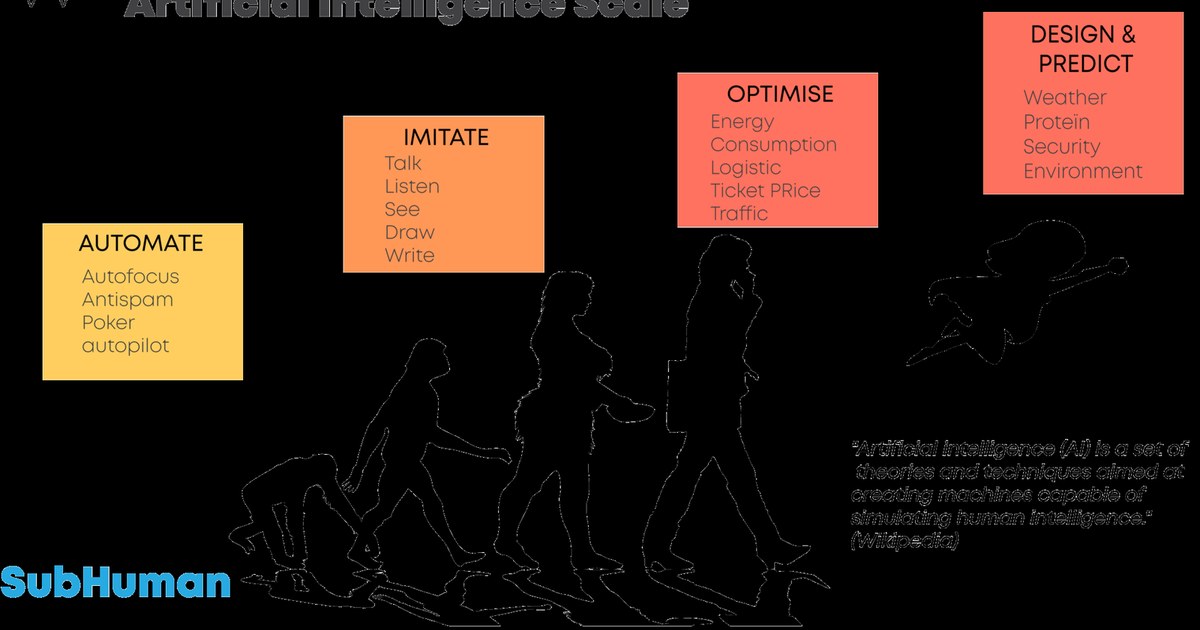 Artificial Intelligence Scale
DESIGN &
PREDICT
Weather
Protein
Security
Environment
OPTIMISE
Energy
Consumption
Logistic
Ticket PRice
Traffic
IMITATE
Talk
Listen
See
Draw
Write
AUTOMATE
Autofocus
Antispam
Poker
autopilot
"Artificial intelligence (AI) is a set of
theories and techniques aimed at
creating machines capable of
simulating human intelligence."
(Wikipedia)
SubHuman